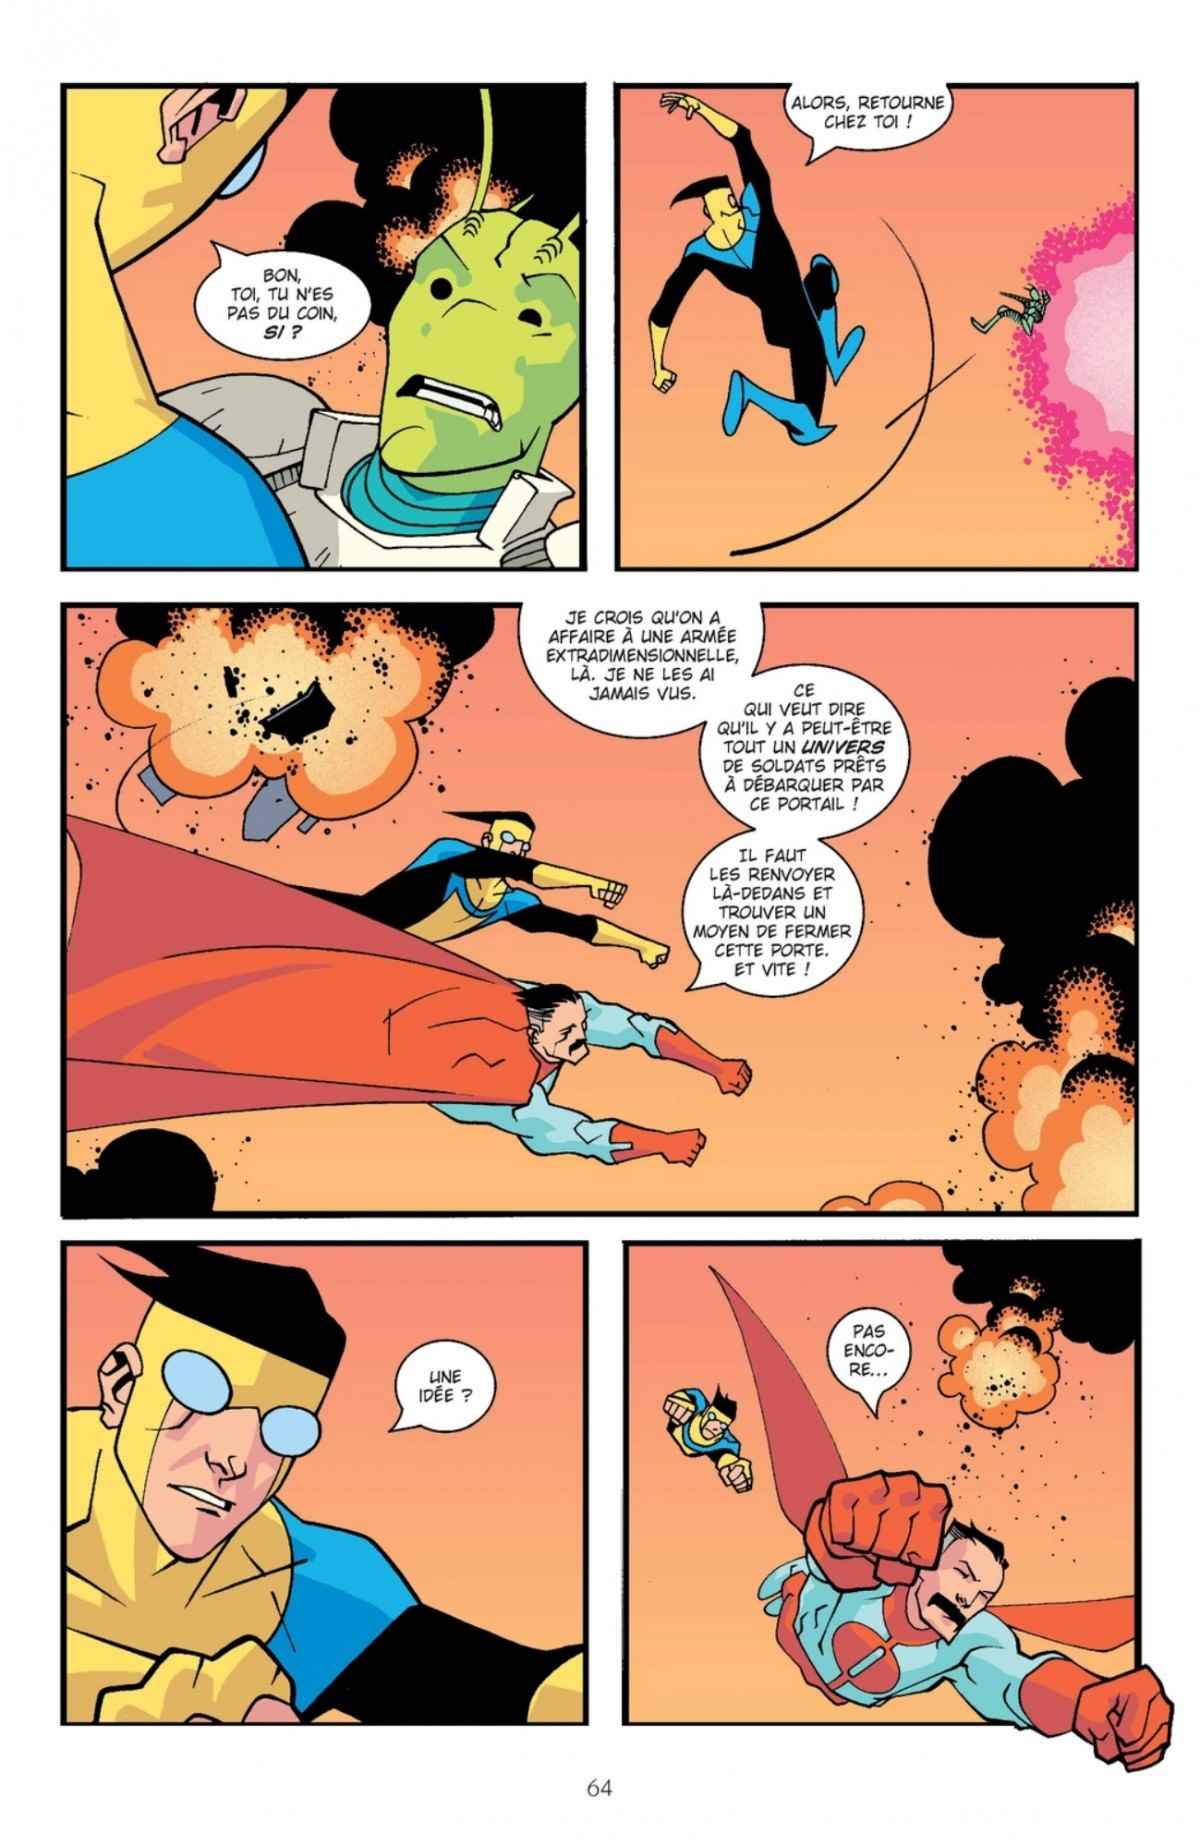 BON,
TOI, TU N'ES
PAS DU COIN,
SI ?
ALORS, RETOURNE
CHEZ TOI !
JE CROIS QU'ON A
AFFAIRE À UNE ARMÉE
EXTRADIMENSIONNELLE,
LÀ. JE NE LES AI
JAMAIS VUS.
CE
QUI VEUT DIRE
QU'IL Y A PEUT-ÊTRE
TOUT UN UNIVERS
DE SOLDATS PRÊTS
À DÉBARQUER PAR
CE PORTAIL !
IL FAUT
LES RENVOYER
LÀ-DEDANS ET
TROUVER UN
MOYEN DE FERMER
CETTE PORTE.
ET VITE !
UNE
IDÉE ?
PAS
ENCO-
RE...
64